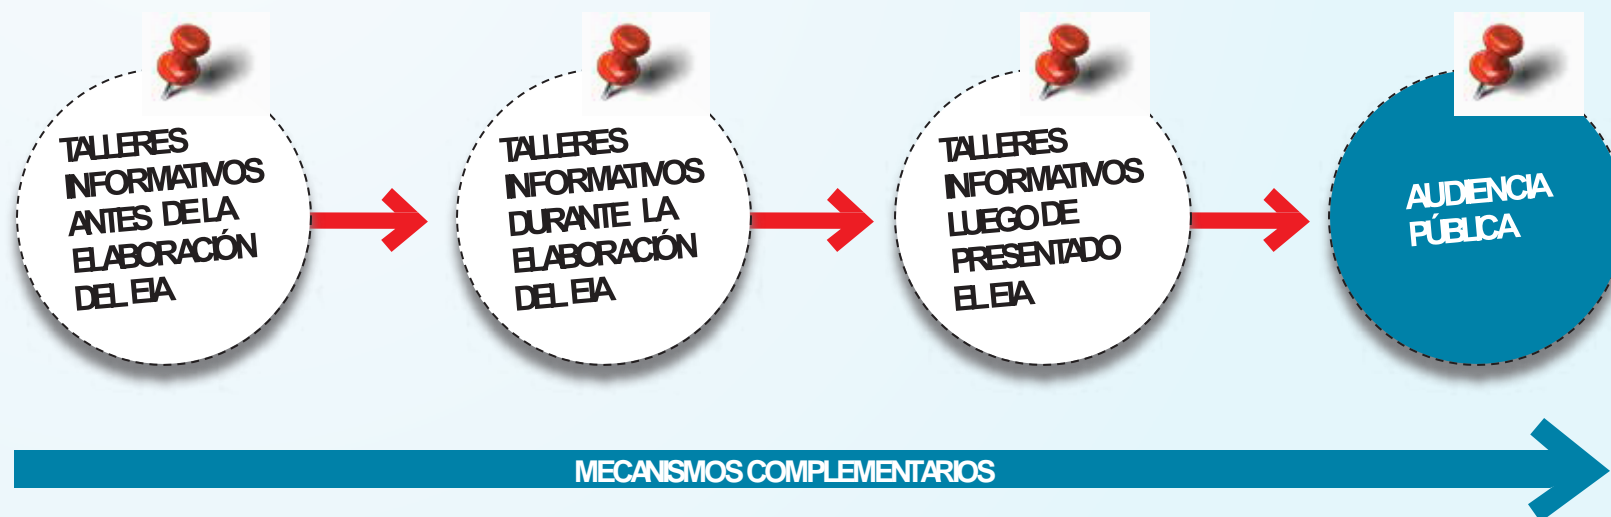 TALLERES
INFORMATIVOS
ANTES DE LA
ELABORACIÓN
DEL EIA
TALLERES
INFORMATIVOS
DURANTE LA
ELABORACIÓN
DEL EIA
TALLERES
INFORMATIVOS
LUEGO DE
PRESENTADO
EL EIA
AUDIENCIA
PÚBLICA
MECANISMOS COMPLEMENTARIOS